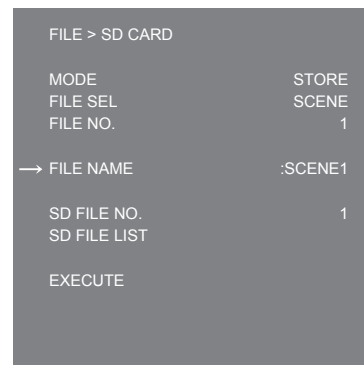 FILE > SD CARD
MODE STORE
FILE SEL SCENE
FILE NO. 1
→ FILE NAME :SCENE1
SD FILE NO. 1
SD FILE LIST
EXECUTE